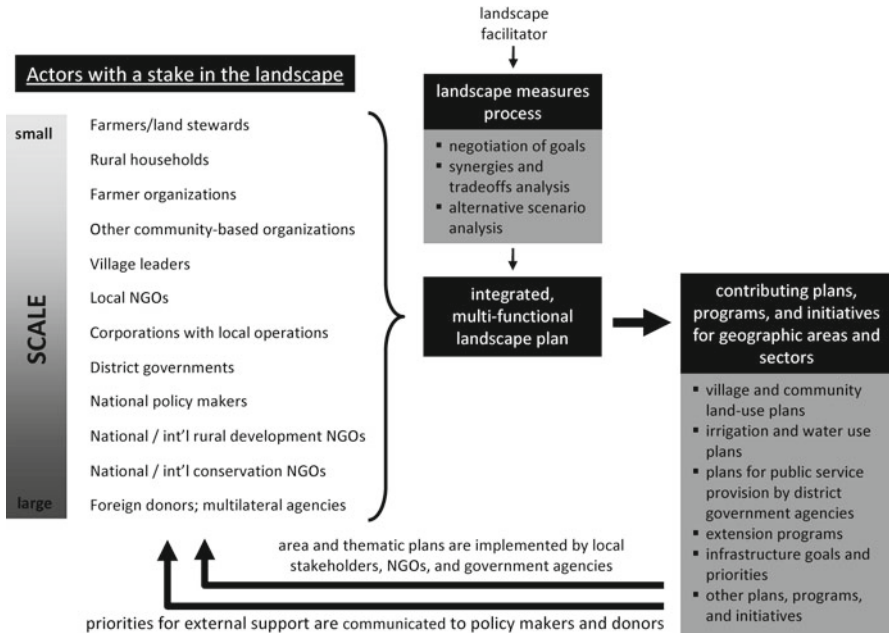 landscape
facilitator
Actors with a stake in the landscape
small
SCALE
large
Farmers/land stewards
Rural households
Farmer organizations
Other community-based organizations
Village leaders
Local NGOs
Corporations with local operations
District governments
National policy makers
National / int'l rural development NGOs
National / int'l conservation NGOs
Foreign donors; multilateral agencies
landscape measures
process
▪ negotiation of goals
▪ synergies and
tradeoffs analysis
▪ alternative scenario
analysis
integrated,
multi-functional
landscape plan
contributing plans,
programs, and initiatives
for geographic areas and
sectors
▪ village and community
land-use plans
▪ irrigation and water use
plans
▪ plans for public service
provision by district
government agencies
▪ extension programs
▪ infrastructure goals and
priorities
▪ other plans, programs,
and initiatives
area and thematic plans are implemented by local
stakeholders, NGOs, and government agencies
priorities for external support are communicated to policy makers and donors